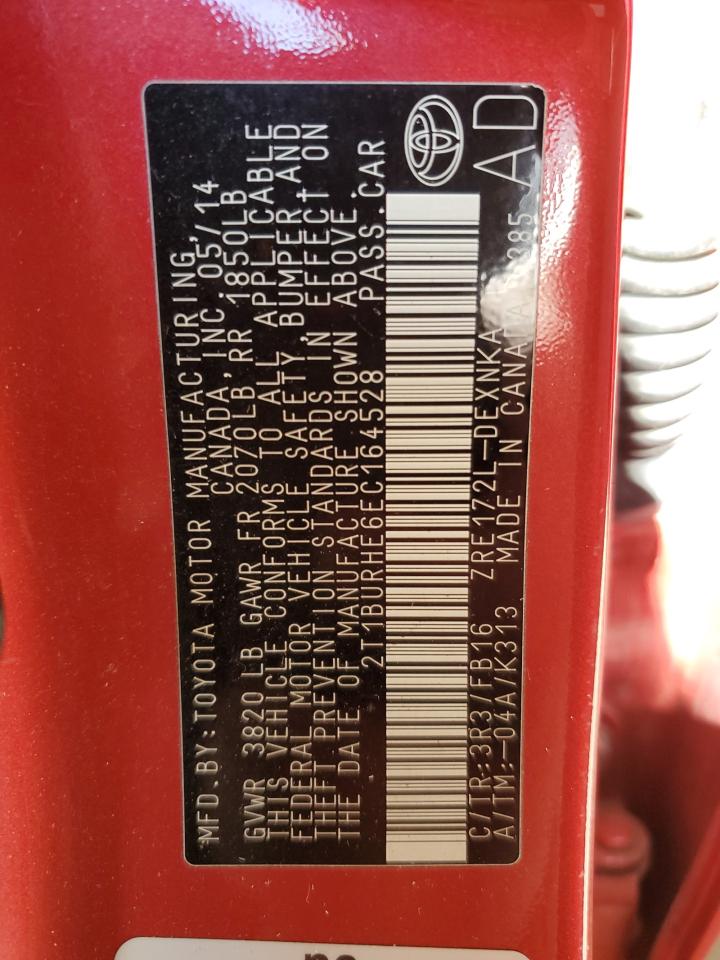 MFD.BY:TOYOTA MOTOR MANUFACTURING,
CANADA,INC.05/14
GVWR 3820 LB GAWR FR 2070LB,RR 1850LB
THIS VEHICLE CONFORMS TO ALL APPLICABLE
FEDERAL MOTOR VEHICLE SAFETY,BUMPER,AND
THEFT PREVENTION STANDARDS IN EFFECT ON
THE DATE OF MANUFACTURE SHOWN ABOVE.
2T1BURHE6EC164528 PASS.CAR
C/TR:3R3/FB16 ZRE172L-DEXNKA
A/TM:-04A/K313 MADE IN CANADA 385 AD